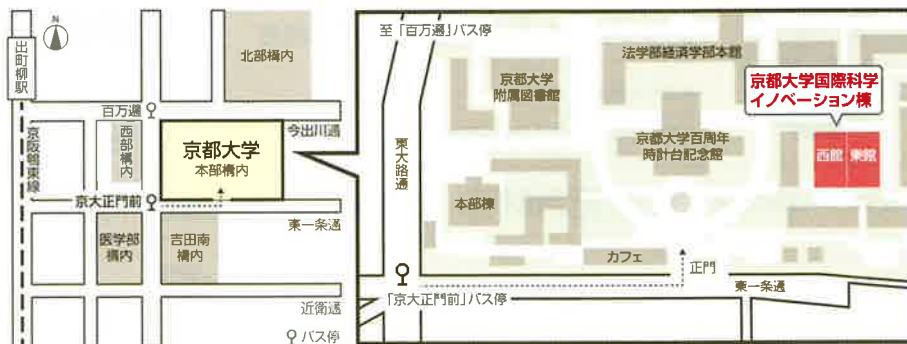 N
出町柳駅
北部構内
百万遍
西部構内
京都大学
本部構内
今出川通
京阪鴨東線
京大正門前
東一条通
医学部
構内
吉田南
構内
近衛通
バス停
至「百万遍」バス停
法学部経済学部本館
京都大学
附属図書館
京都大学国際科学
イノベーション棟
東大路通
京都大学百周年
時計台記念館
西館
東館
本部棟
カフェ
正門
東一条通
「京大正門前」バス停